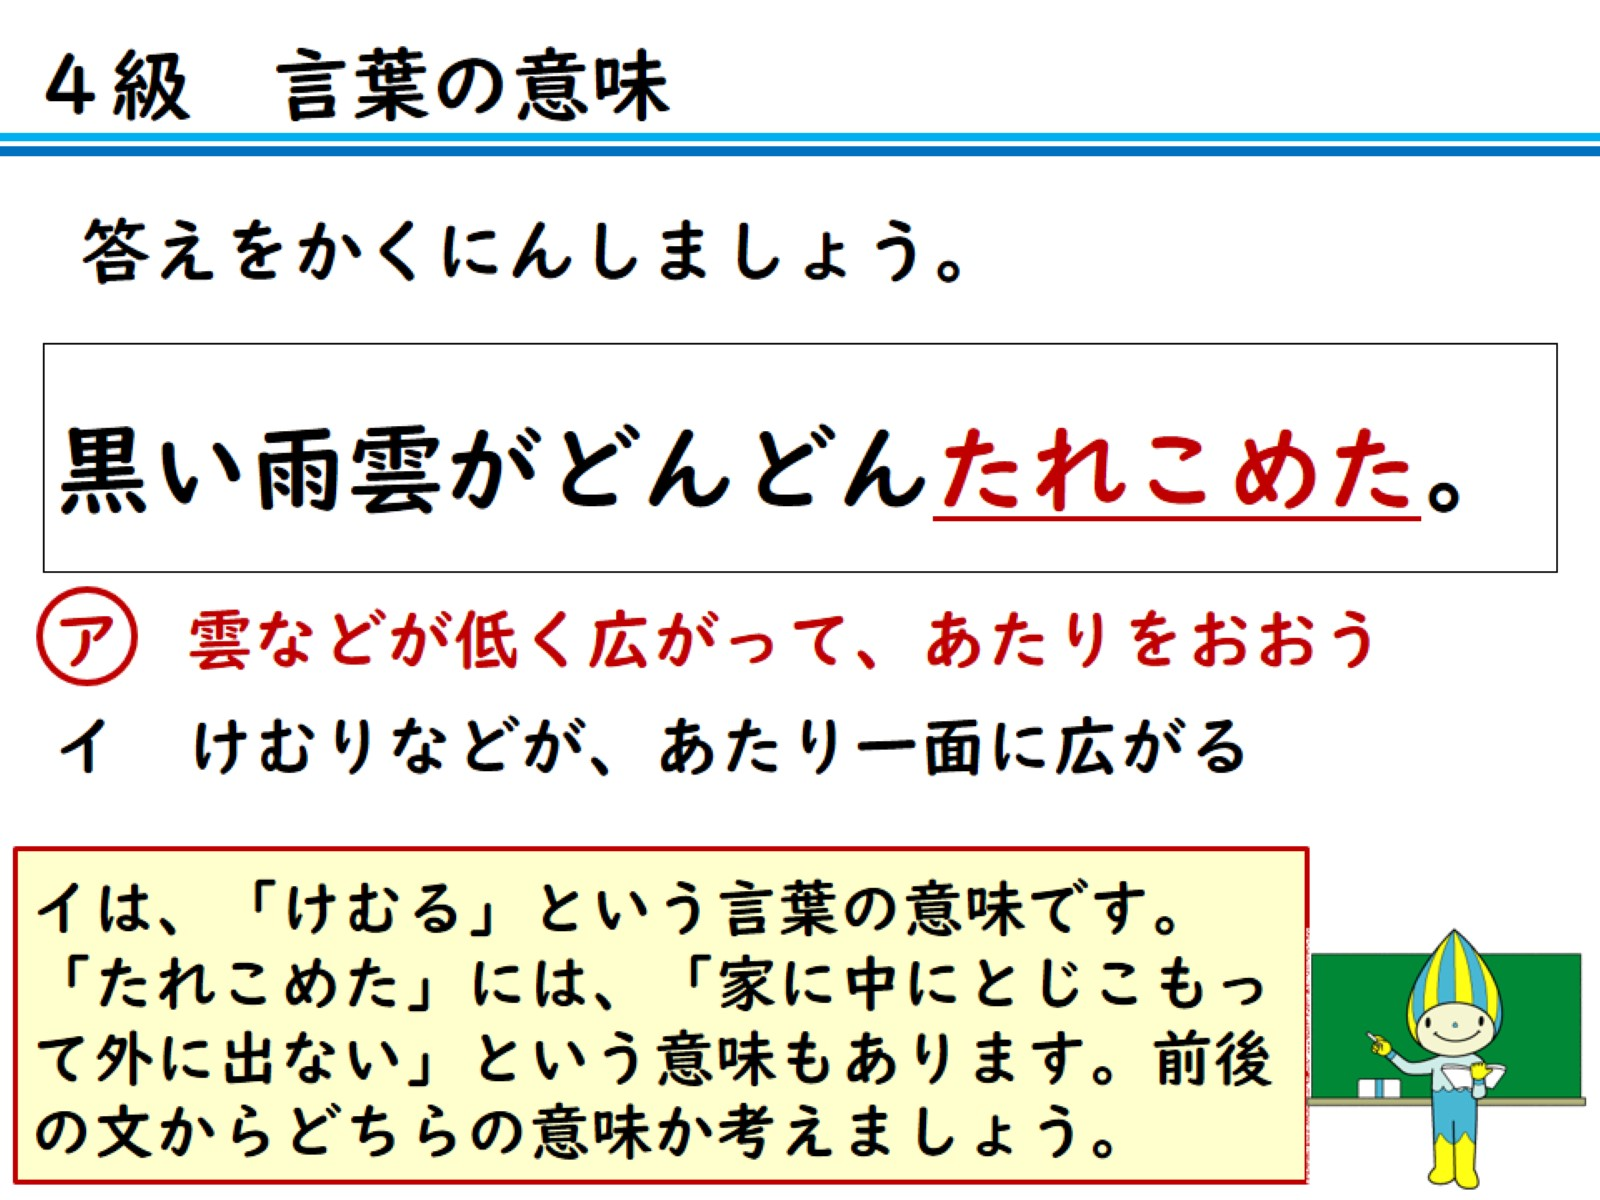 ４級　言葉の意味
答えをかくにんしましょう。
黒い雨雲がどんどんたれこめた。
ア　雲などが低く広がって、あたりをおおう
イ　けむりなどが、あたり一面に広がる
イは、「けむる」という言葉の意味です。
「たれこめた」には、「家に中にとじこもっ
て外に出ない」という意味もあります。前後
の文からどちらの意味か考えましょう。